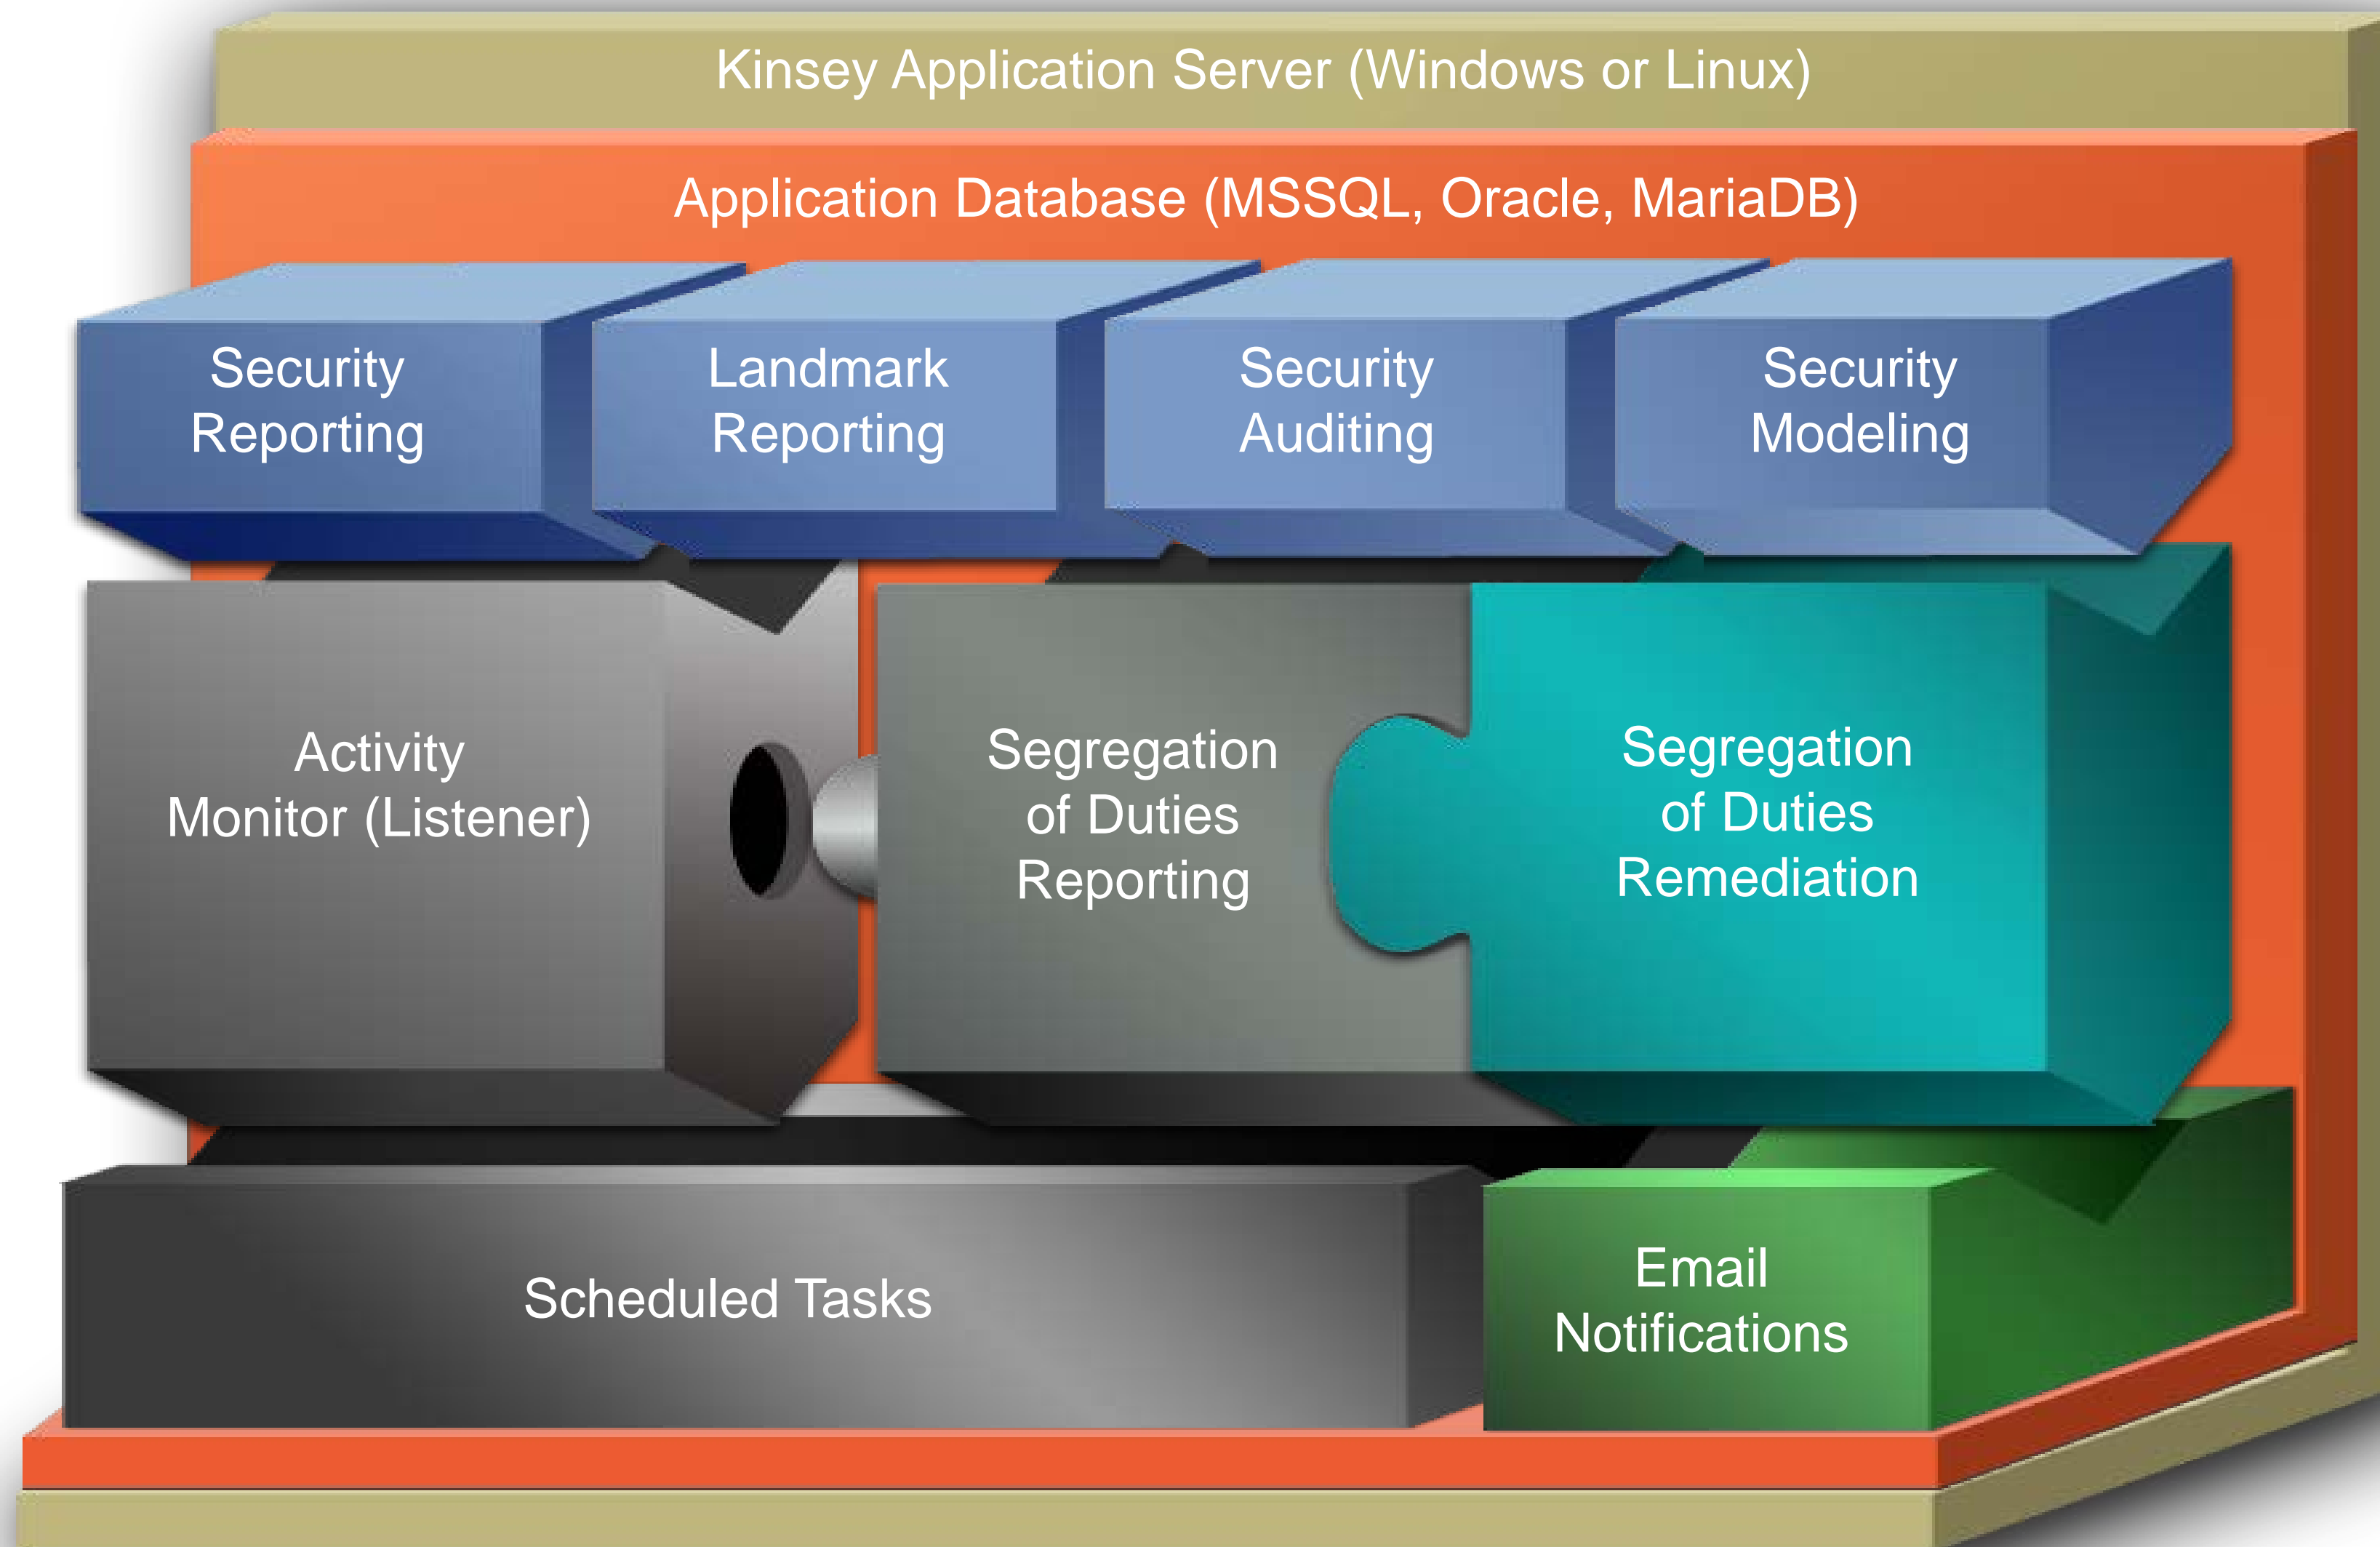 Kinsey Application Server (Windows or Linux)
Application Database (MSSQL, Oracle, MariaDB)
Security
Reporting
Landmark
Reporting
Security
Auditing
Security
Modeling
Activity
Monitor (Listener)
Segregation
of Duties
Reporting
Segregation
of Duties
Remediation
Scheduled Tasks
Email
Notifications